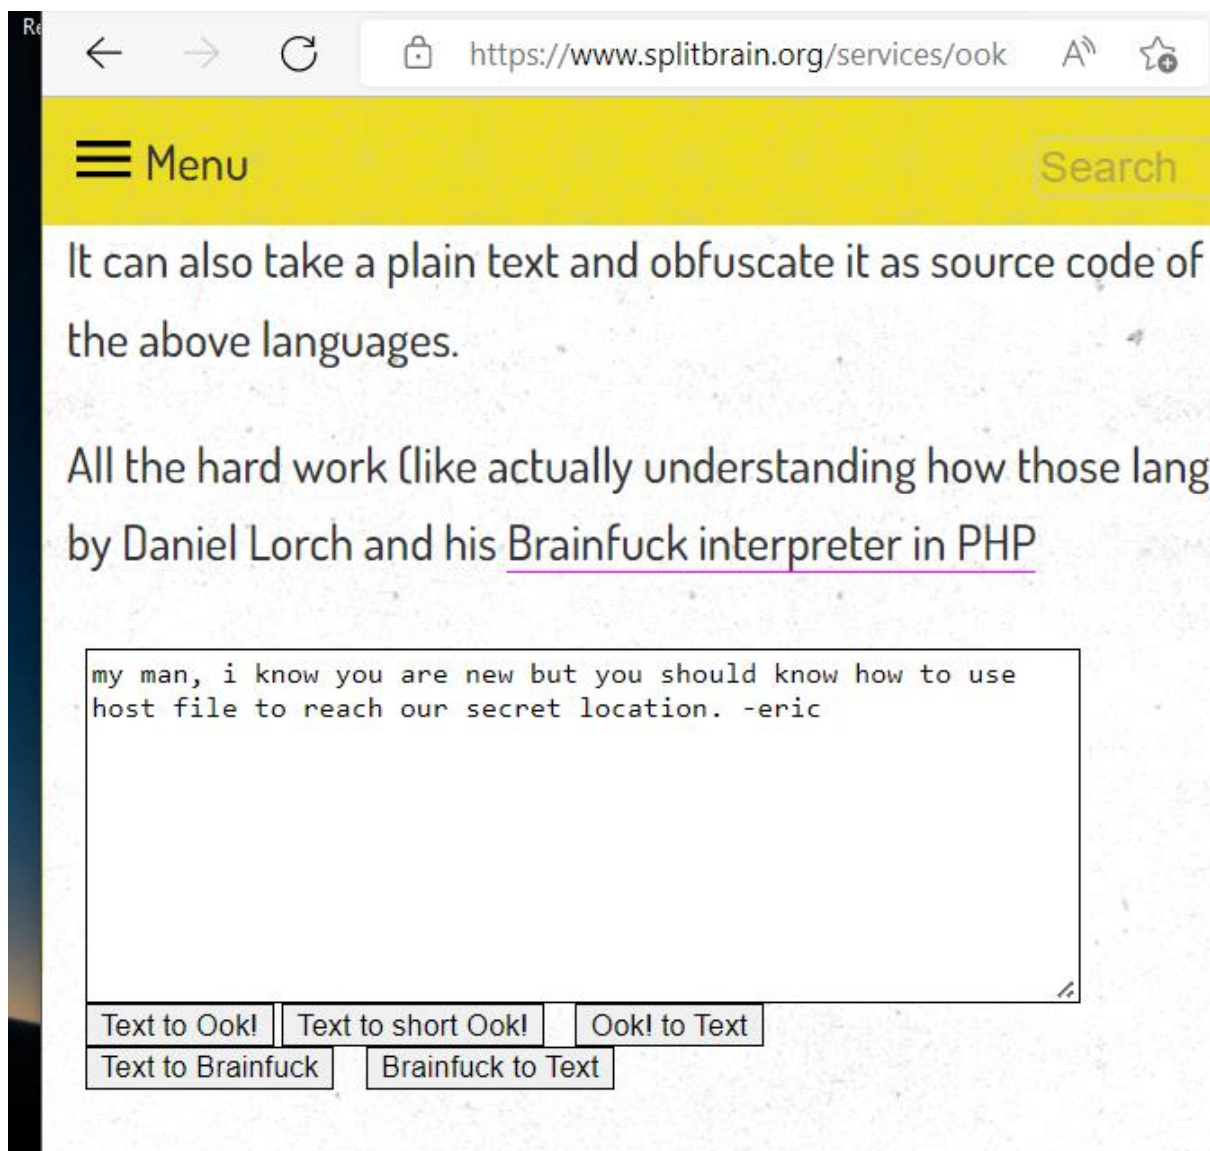 Re
https://www.splitbrain.org/services/ook
Menu
Search
It can also take a plain text and obfuscate it as source code of
the above languages.
All the hard work (like actually understanding how those lang
by Daniel Lorch and his Brainfuck interpreter in PHP
my man, i know you are new but you should know how to use
host file to reach our secret location. -eric
Text to Ook! Text to short Ook! Ook! to Text
Text to Brainfuck Brainfuck to Text